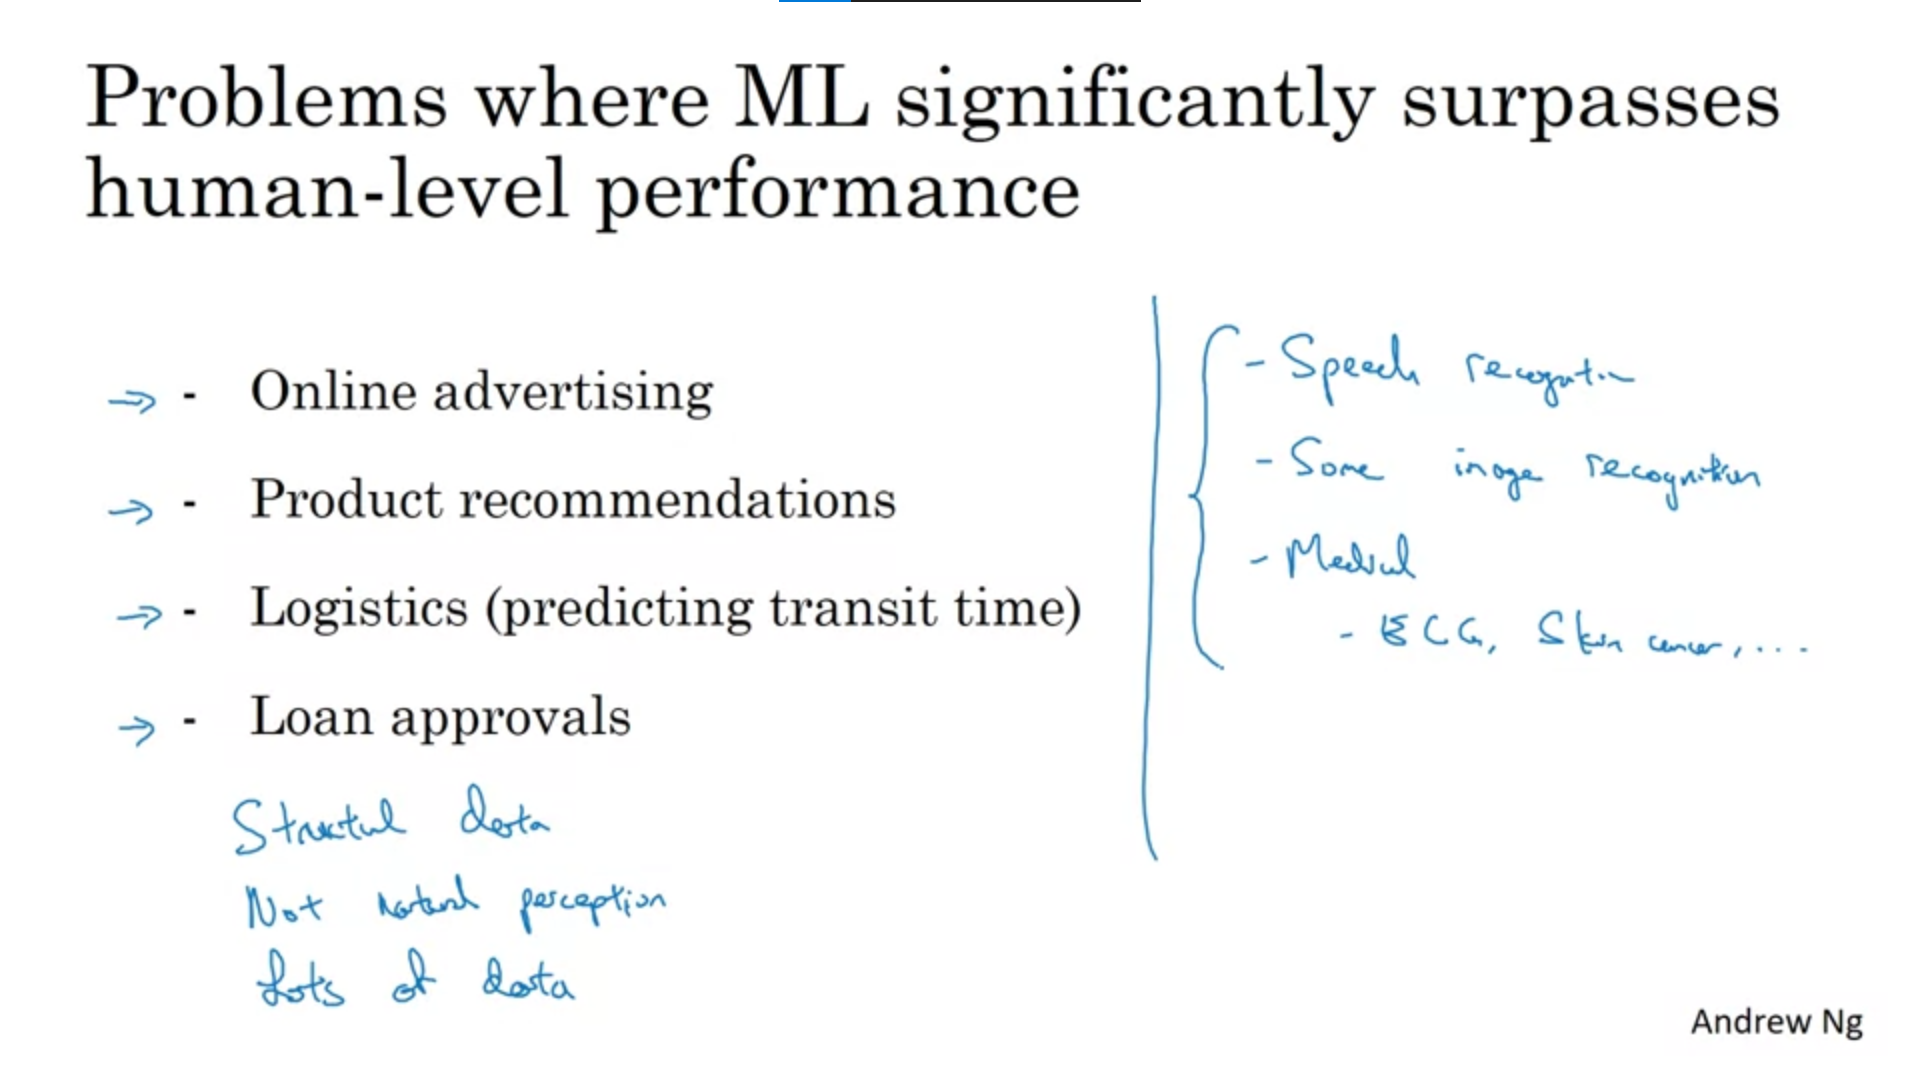 Problems where ML significantly surpasses
human-level performance
- Online advertising
- Product recommendations
- Logistics (predicting transit time)
- Loan approvals
Structured data
Not natural perception
Lots of data
- Speech recognition
- Some image recognition
- Medical
- ECG, Skin cancer, ....
Andrew Ng